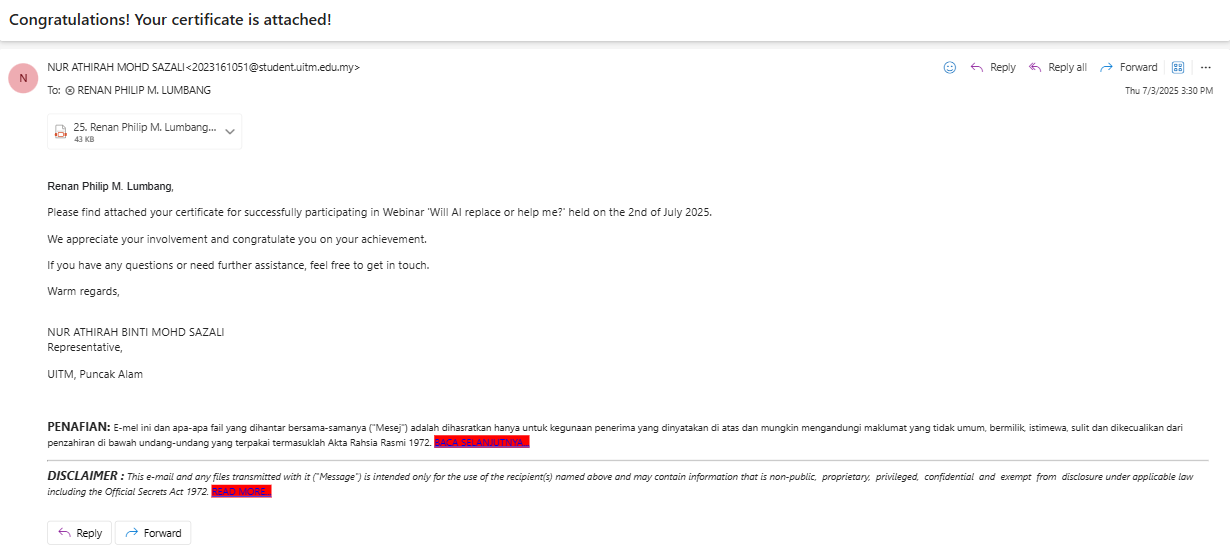 Congratulations! Your certificate is attached!
N
NUR ATHIRAH MOHD SAZALI<2023161051@student.uitm.edu.my>
Reply
Reply all
Forward
To: RENAN PHILIP M. LUMBANG
Thu 7/3/2025 3:30 PM
25. Renan Philip M. Lumbang...
43 KB
Renan Philip M. Lumbang,
Please find attached your certificate for successfully participating in Webinar 'Will AI replace or help me?' held on the 2nd of July 2025.
We appreciate your involvement and congratulate you on your achievement.
If you have any questions or need further assistance, feel free to get in touch.
Warm regards,
NUR ATHIRAH BINTI MOHD SAZALI
Representative,
UITM, Puncak Alam
PENAFIAN: E-mel ini dan apa-apa fail yang dihantar bersama-samanya ("Mesej") adalah dihasratkan hanya untuk kegunaan penerima yang dinyatakan di atas dan mungkin mengandungi maklumat yang tidak umum, bermilik, istimewa, sulit dan dikecualikan dari
penzahiran di bawah undang-undang yang terpakai termasuklah Akta Rahsia Rasmi 1972. BACA SELANJUTNYA..
DISCLAIMER : This e-mail and any files transmitted with it ("Message") is intended only for the use of the recipient(s) named above and may contain information that is non-public, proprietary, privileged, confidential and exempt from disclosure under applicable law
including the Official Secrets Act 1972. READ MORE..
Reply
Forward